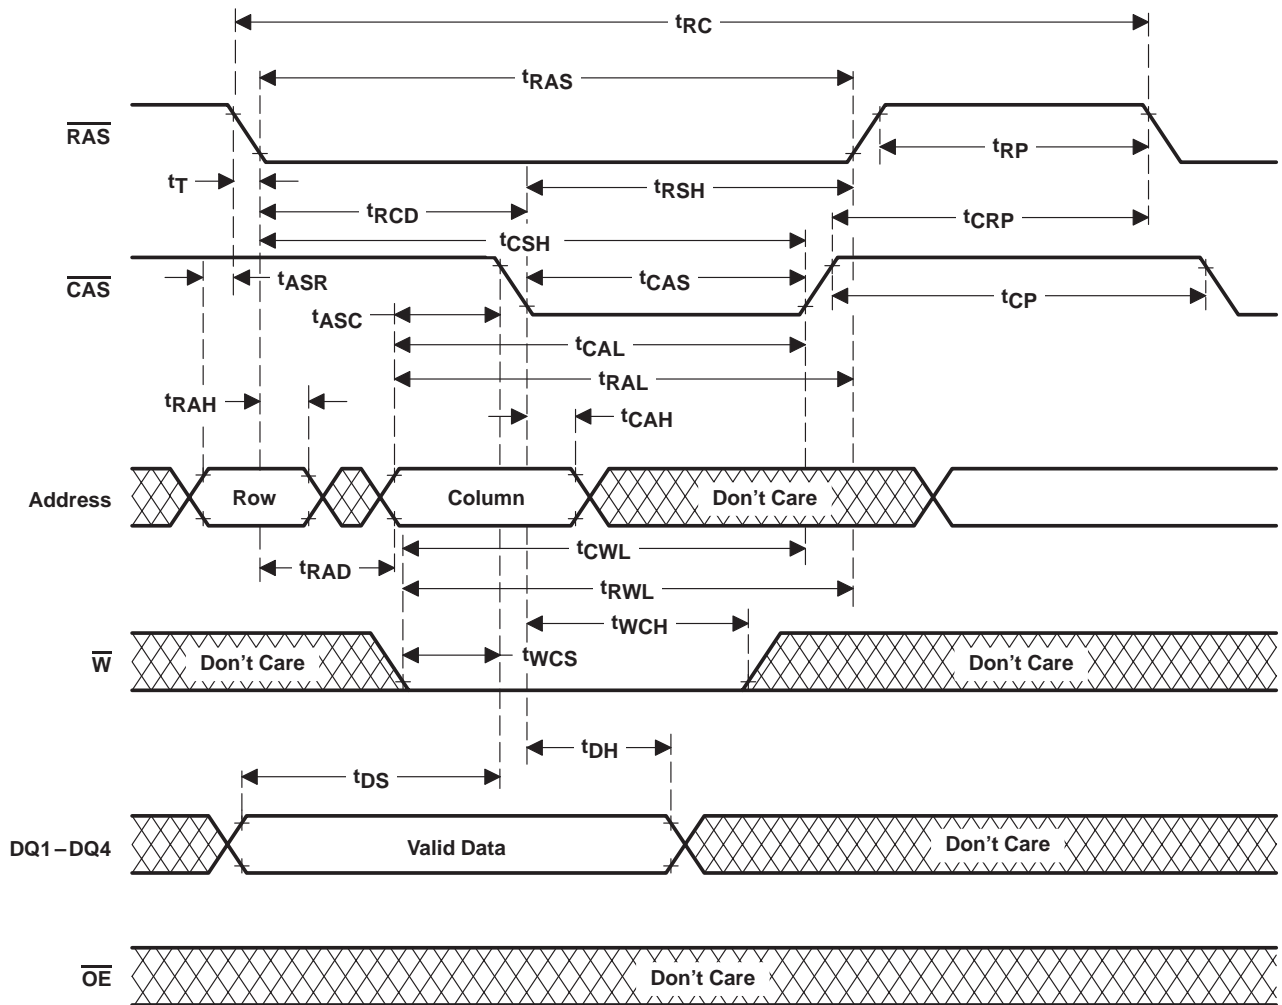 tRC
tRAS
RAS
tRP
tT
tRSH
tRCD
tCRP
tCSH
CAS
tASR
tCAS
tCP
tASC
tCAL
tRAL
tRAH
tCAH
Address
Row
Column
Don't Care
tCWL
tRAD
tRWL
tWCH
W
Don't Care
tWCS
Don't Care
tDH
tDS
DQ1–DQ4
Valid Data
Don't Care
OE
Don't Care